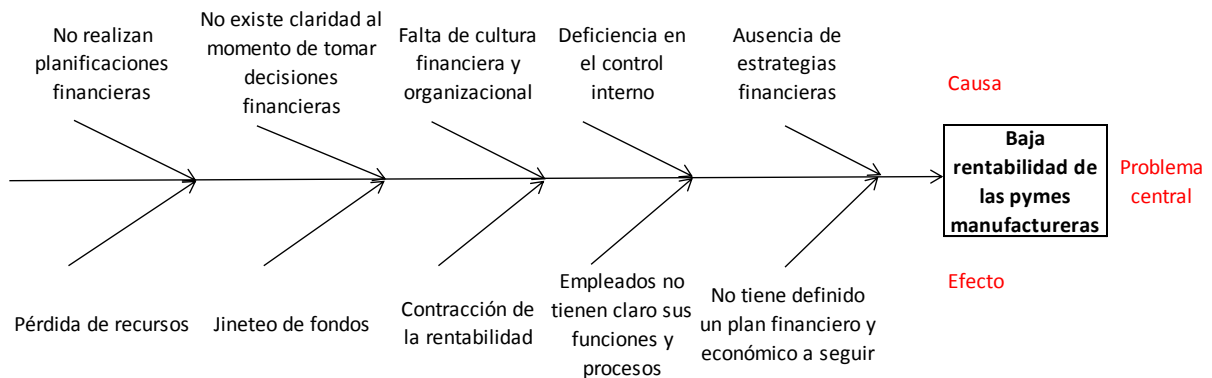 No realizan
planificaciones
financieras
No existe claridad al
momento de tomar
decisiones
financieras
Falta de cultura
financiera y
organizacional
Deficiencia en
el control
interno
Ausencia de
estrategias
financieras
Causa
Baja
rentabilidad de
las pymes
manufactureras
Problema
central
Efecto
Pérdida de recursos
Jineteo de fondos
Contracción de
la rentabilidad
Empleados no
tienen claro sus
funciones y
procesos
No tiene definido
un plan financiero y
económico a seguir